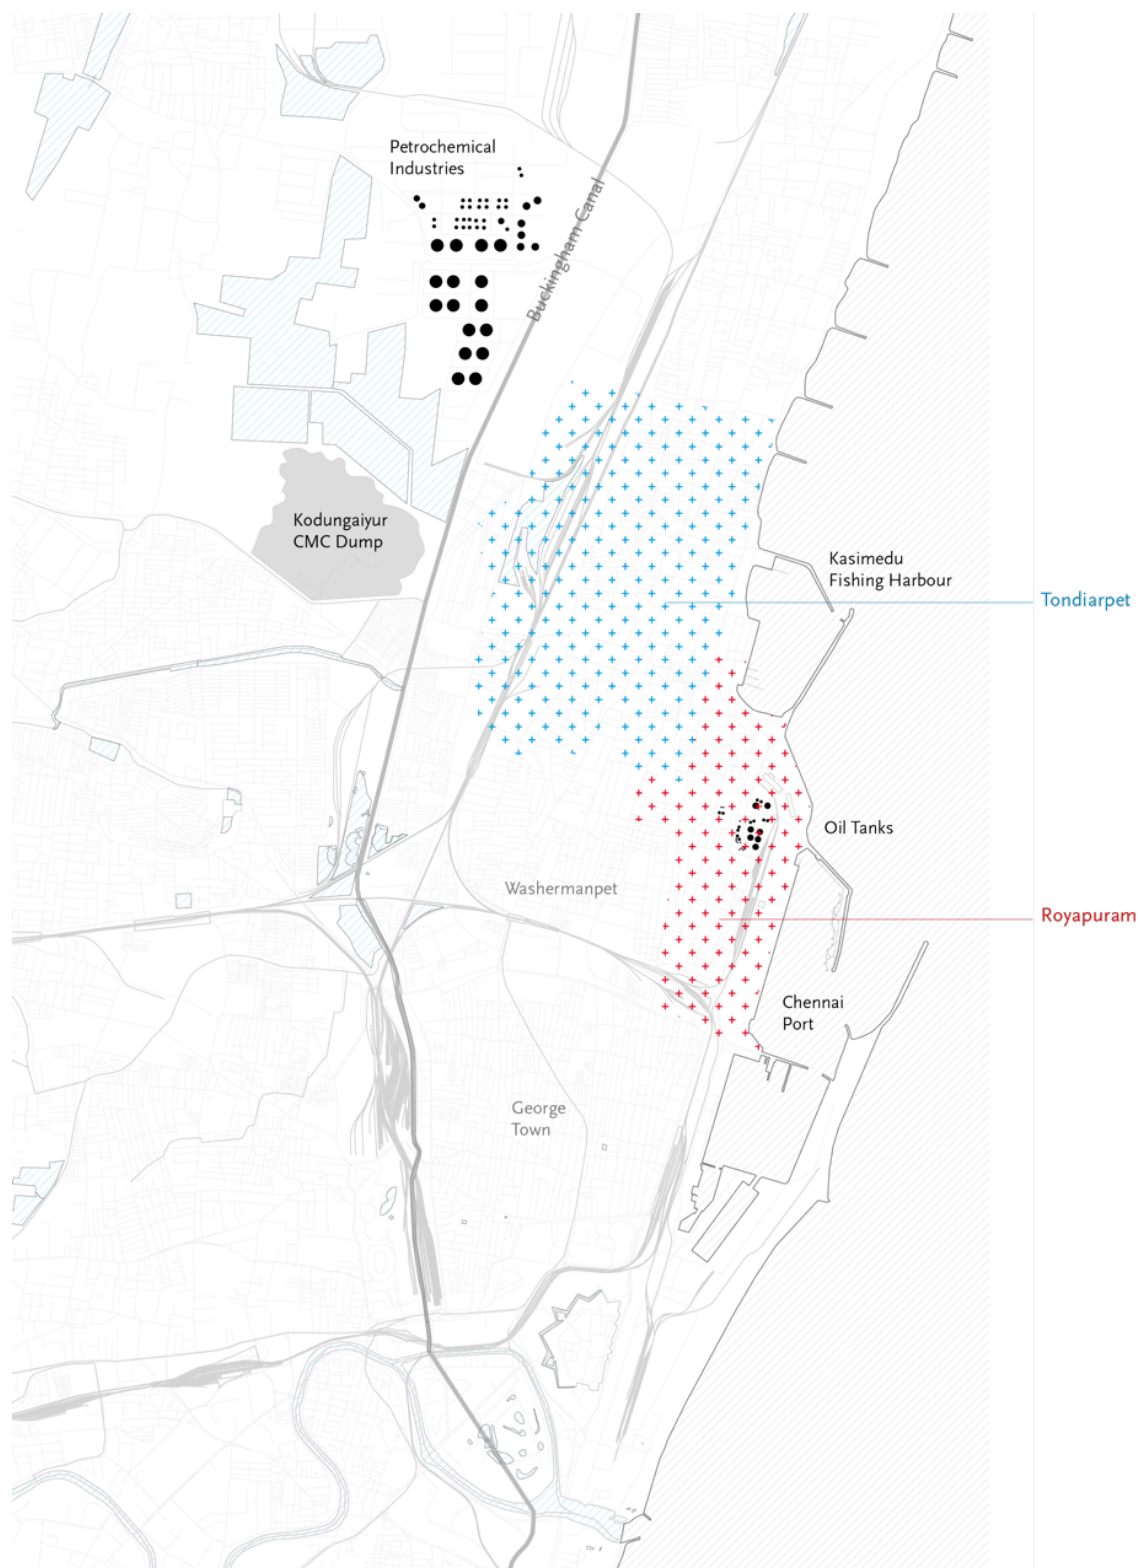 Petrochemical
Industries
Buckingham Canal
Kodungaiyur
CMC Dump
Kasimedu
Fishing Harbour
Tondiarpet
Oil Tanks
Washermanpet
Royapuram
Chennai
Port
George
Town